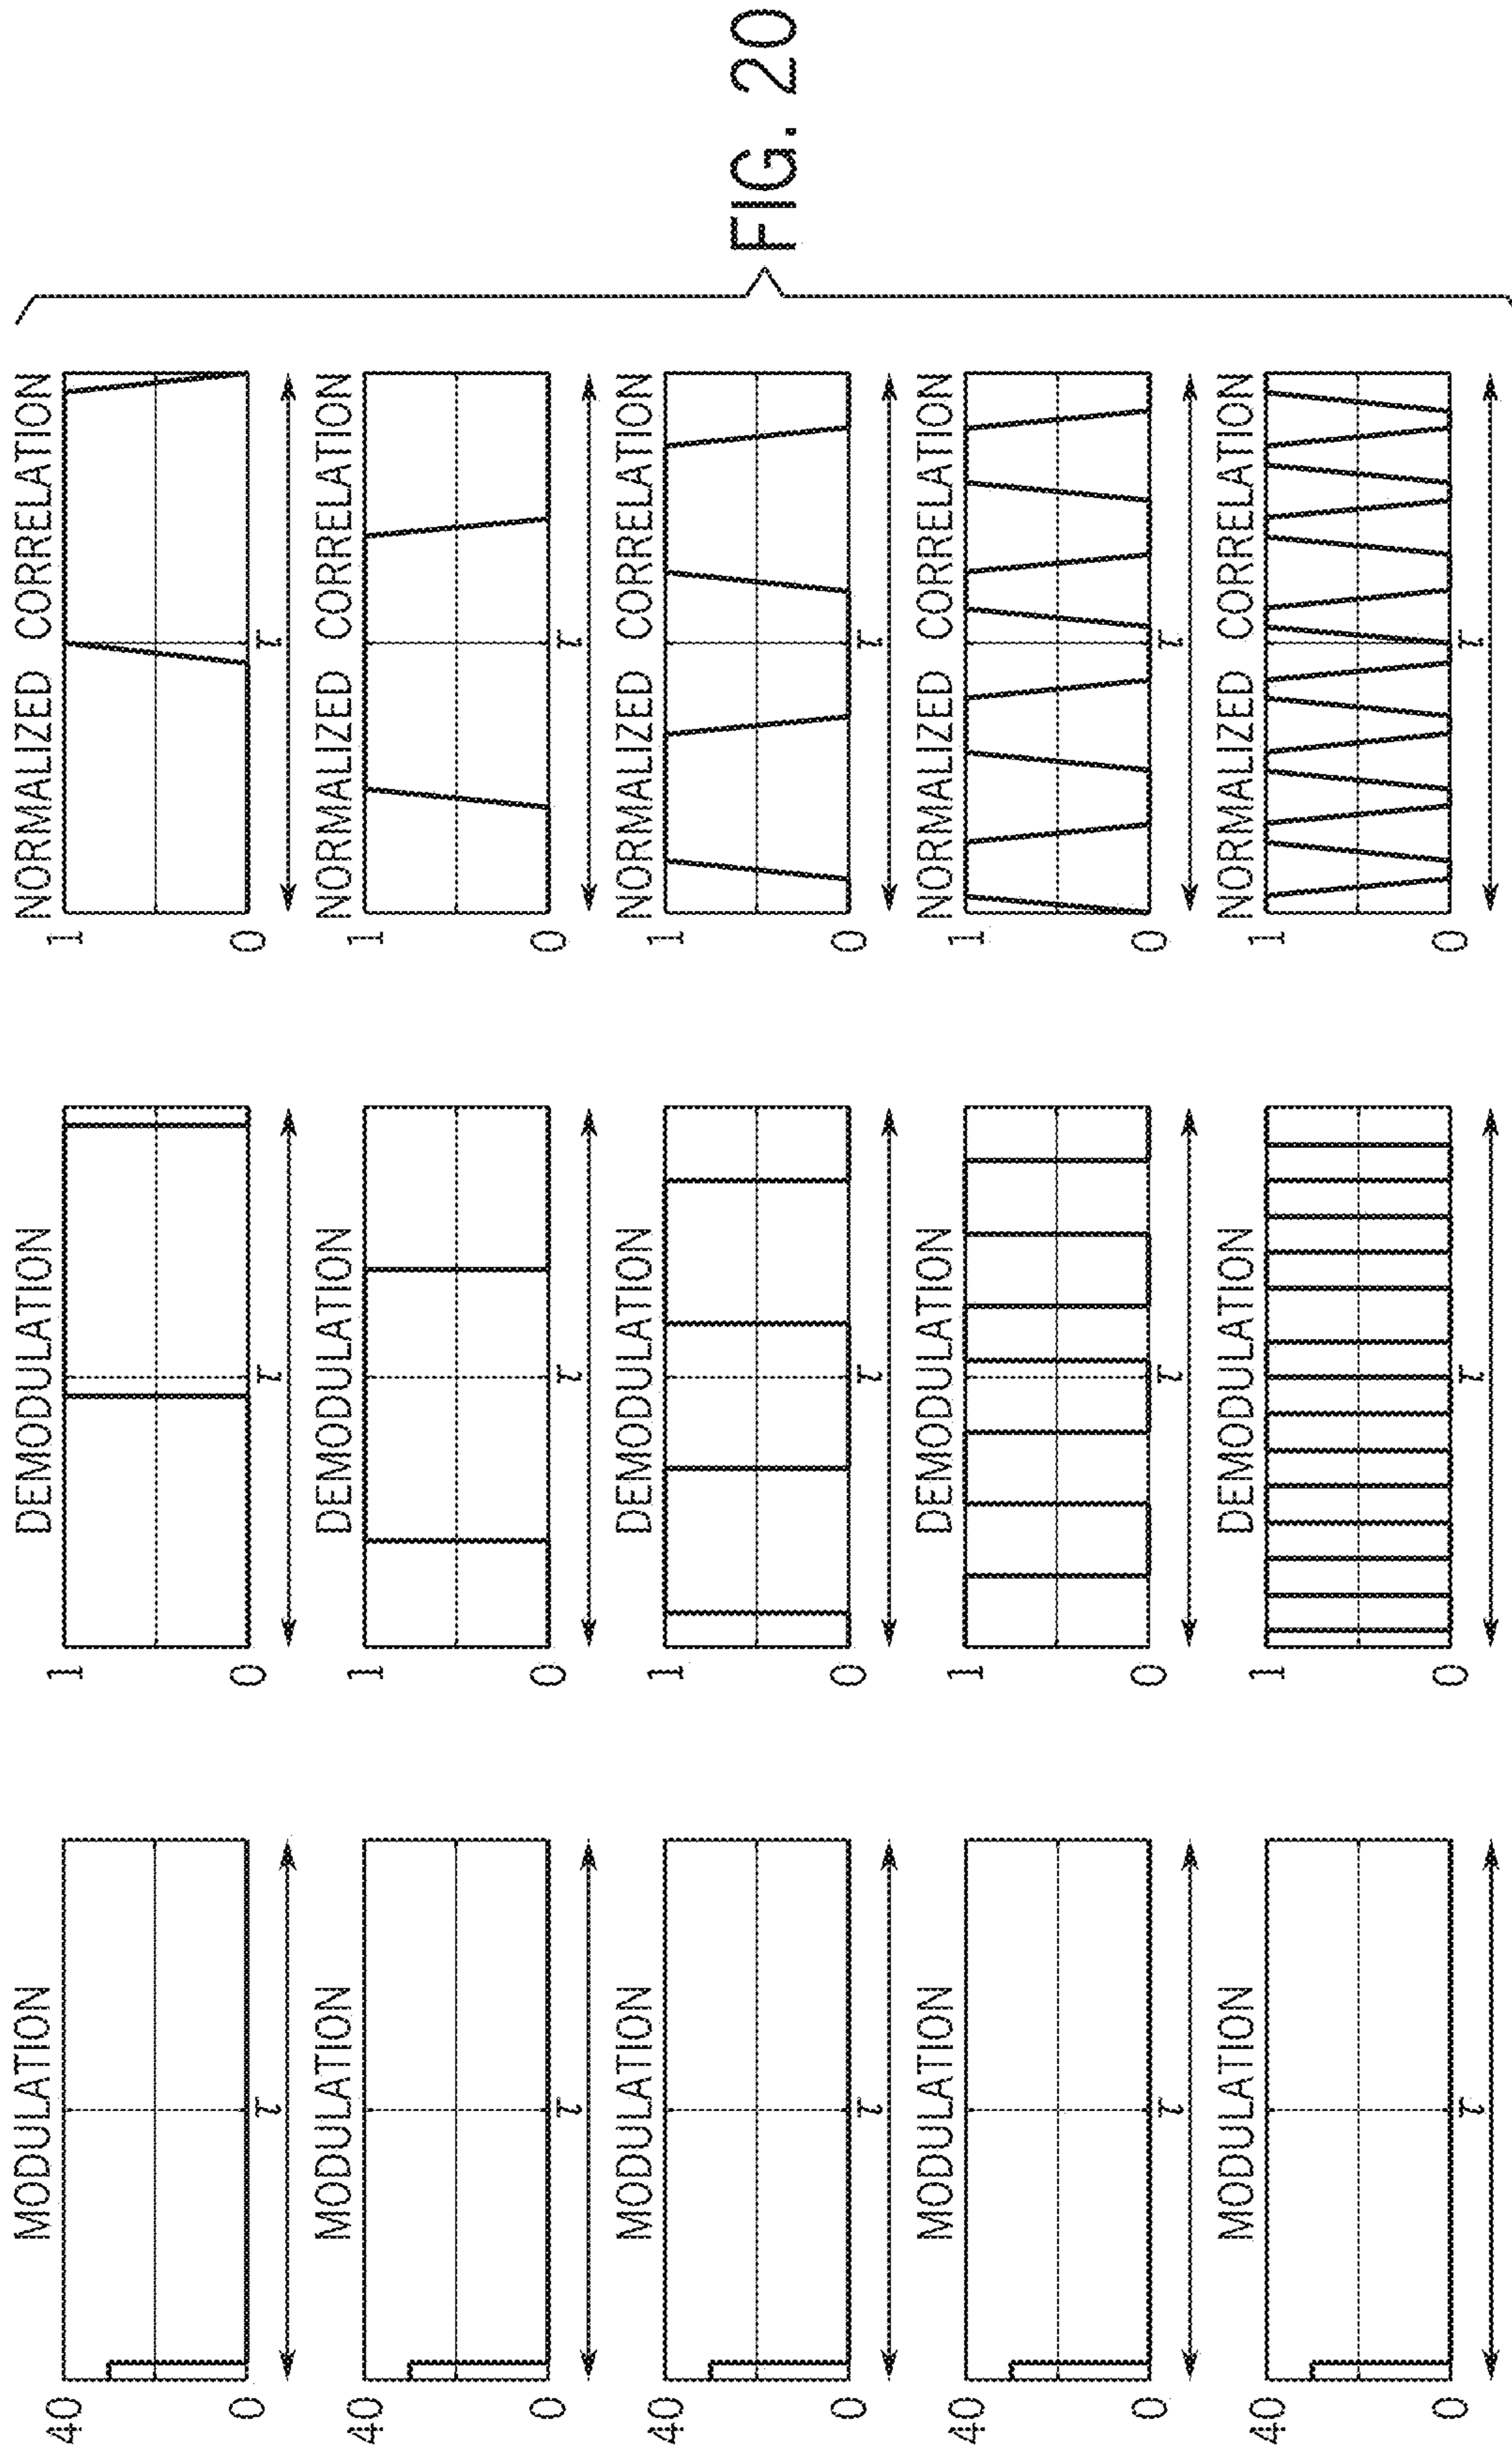 MODULATION
40
0
τ
DEMODULATION
1
0
τ
NORMALIZED CORRELATION
1
0
τ
MODULATION
40
0
τ
DEMODULATION
1
0
τ
NORMALIZED CORRELATION
1
0
τ
MODULATION
40
0
τ
DEMODULATION
1
0
τ
NORMALIZED CORRELATION
1
0
τ
MODULATION
40
0
τ
DEMODULATION
1
0
τ
NORMALIZED CORRELATION
1
0
τ
MODULATION
40
0
τ
DEMODULATION
1
0
τ
NORMALIZED CORRELATION
1
0
τ
FIG. 20